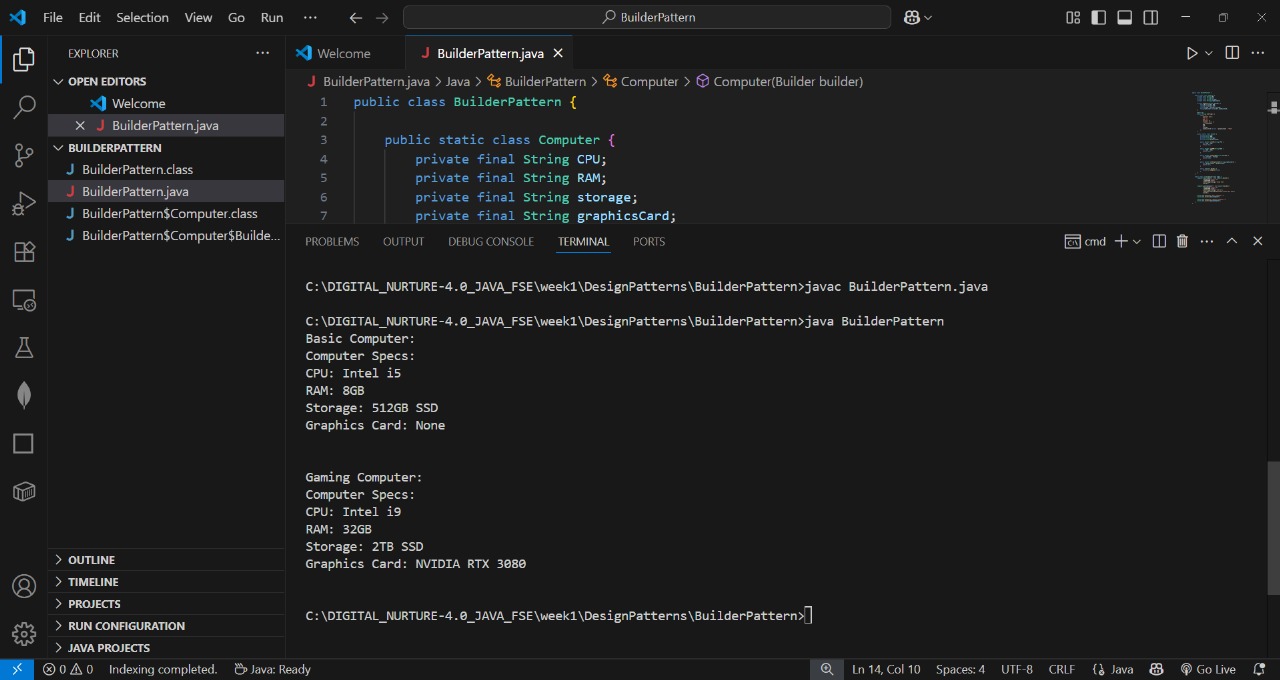 File Edit Selection View Go Run ··· BuilderPattern
EXPLORER ···
OPEN EDITORS
Welcome
BuilderPattern.java
BUILDERPATTERN
BuilderPattern.class
BuilderPattern.java
BuilderPattern$Computer.class
BuilderPattern$Computer$Builde...
OUTLINE
TIMELINE
PROJECTS
RUN CONFIGURATION
JAVA PROJECTS
Welcome BuilderPattern.java
BuilderPattern.java > Java > BuilderPattern > Computer > Computer(Builder builder)
1 public class BuilderPattern {
2
3 public static class Computer {
4 private final String CPU;
5 private final String RAM;
6 private final String storage;
7 private final String graphicsCard;
PROBLEMS OUTPUT DEBUG CONSOLE TERMINAL PORTS cmd
C:\DIGITAL_NURTURE-4.0_JAVA_FSE\week1\DesignPatterns\BuilderPattern>javac BuilderPattern.java
C:\DIGITAL_NURTURE-4.0_JAVA_FSE\week1\DesignPatterns\BuilderPattern>java BuilderPattern
Basic Computer:
Computer Specs:
CPU: Intel i5
RAM: 8GB
Storage: 512GB SSD
Graphics Card: None
Gaming Computer:
Computer Specs:
CPU: Intel i9
RAM: 32GB
Storage: 2TB SSD
Graphics Card: NVIDIA RTX 3080
C:\DIGITAL_NURTURE-4.0_JAVA_FSE\week1\DesignPatterns\BuilderPattern>
0 0 Indexing completed. Java: Ready Ln 14, Col 10 Spaces: 4 UTF-8 CRLF {} Java Go Live